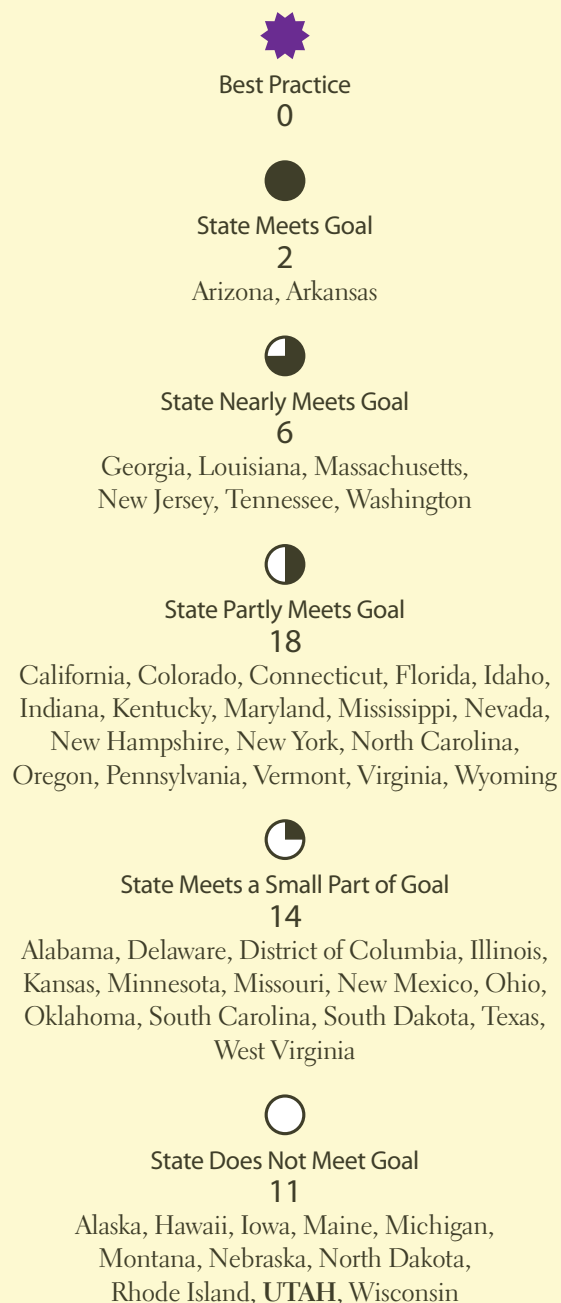 Best Practice
0
State Meets Goal
2
Arizona, Arkansas
State Nearly Meets Goal
6
Georgia, Louisiana, Massachusetts,
New Jersey, Tennessee, Washington
State Partly Meets Goal
18
California, Colorado, Connecticut, Florida, Idaho,
Indiana, Kentucky, Maryland, Mississippi, Nevada,
New Hampshire, New York, North Carolina,
Oregon, Pennsylvania, Vermont, Virginia, Wyoming
State Meets a Small Part of Goal
14
Alabama, Delaware, District of Columbia, Illinois,
Kansas, Minnesota, Missouri, New Mexico, Ohio,
Oklahoma, South Carolina, South Dakota, Texas,
West Virginia
State Does Not Meet Goal
11
Alaska, Hawaii, Iowa, Maine, Michigan,
Montana, Nebraska, North Dakota,
Rhode Island, UTAH, Wisconsin